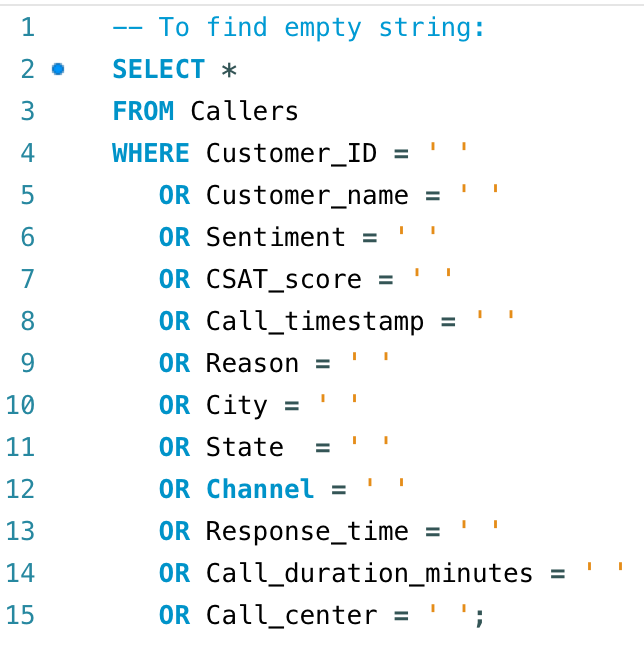 1 -- To find empty string:
2 SELECT *
3 FROM Callers
4 WHERE Customer_ID = ' '
5 OR Customer_name = ' '
6 OR Sentiment = ' '
7 OR CSAT_score = ' '
8 OR Call_timestamp = ' '
9 OR Reason = ' '
10 OR City = ' '
11 OR State  = ' '
12 OR Channel = ' '
13 OR Response_time = ' '
14 OR Call_duration_minutes = ' '
15 OR Call_center = ' ';